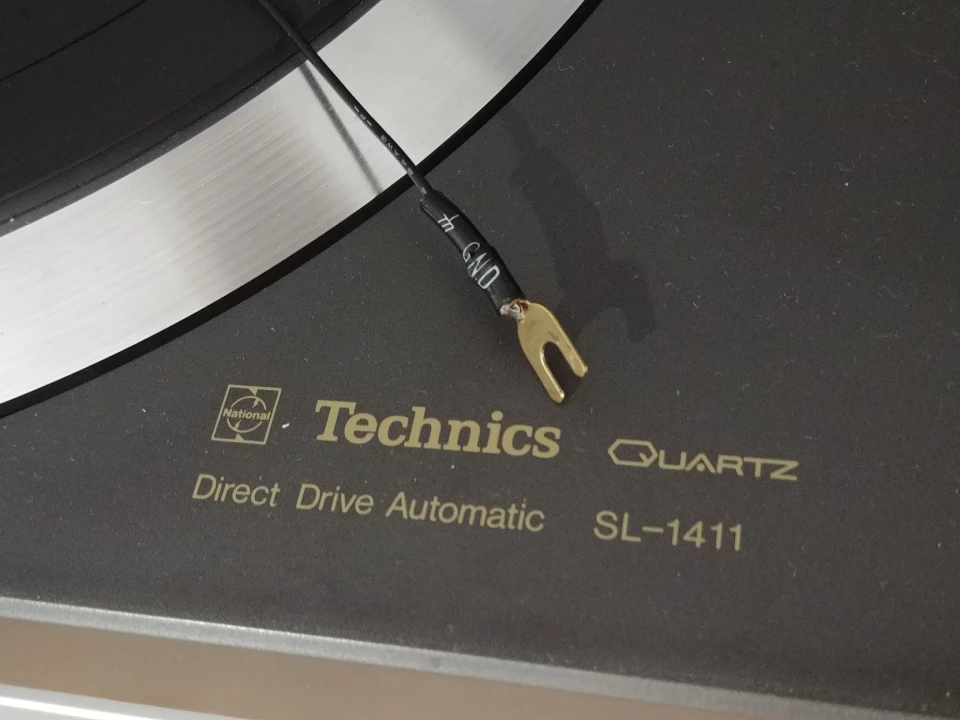 GND
National
Technics QUARTZ
Direct Drive Automatic SL-1411